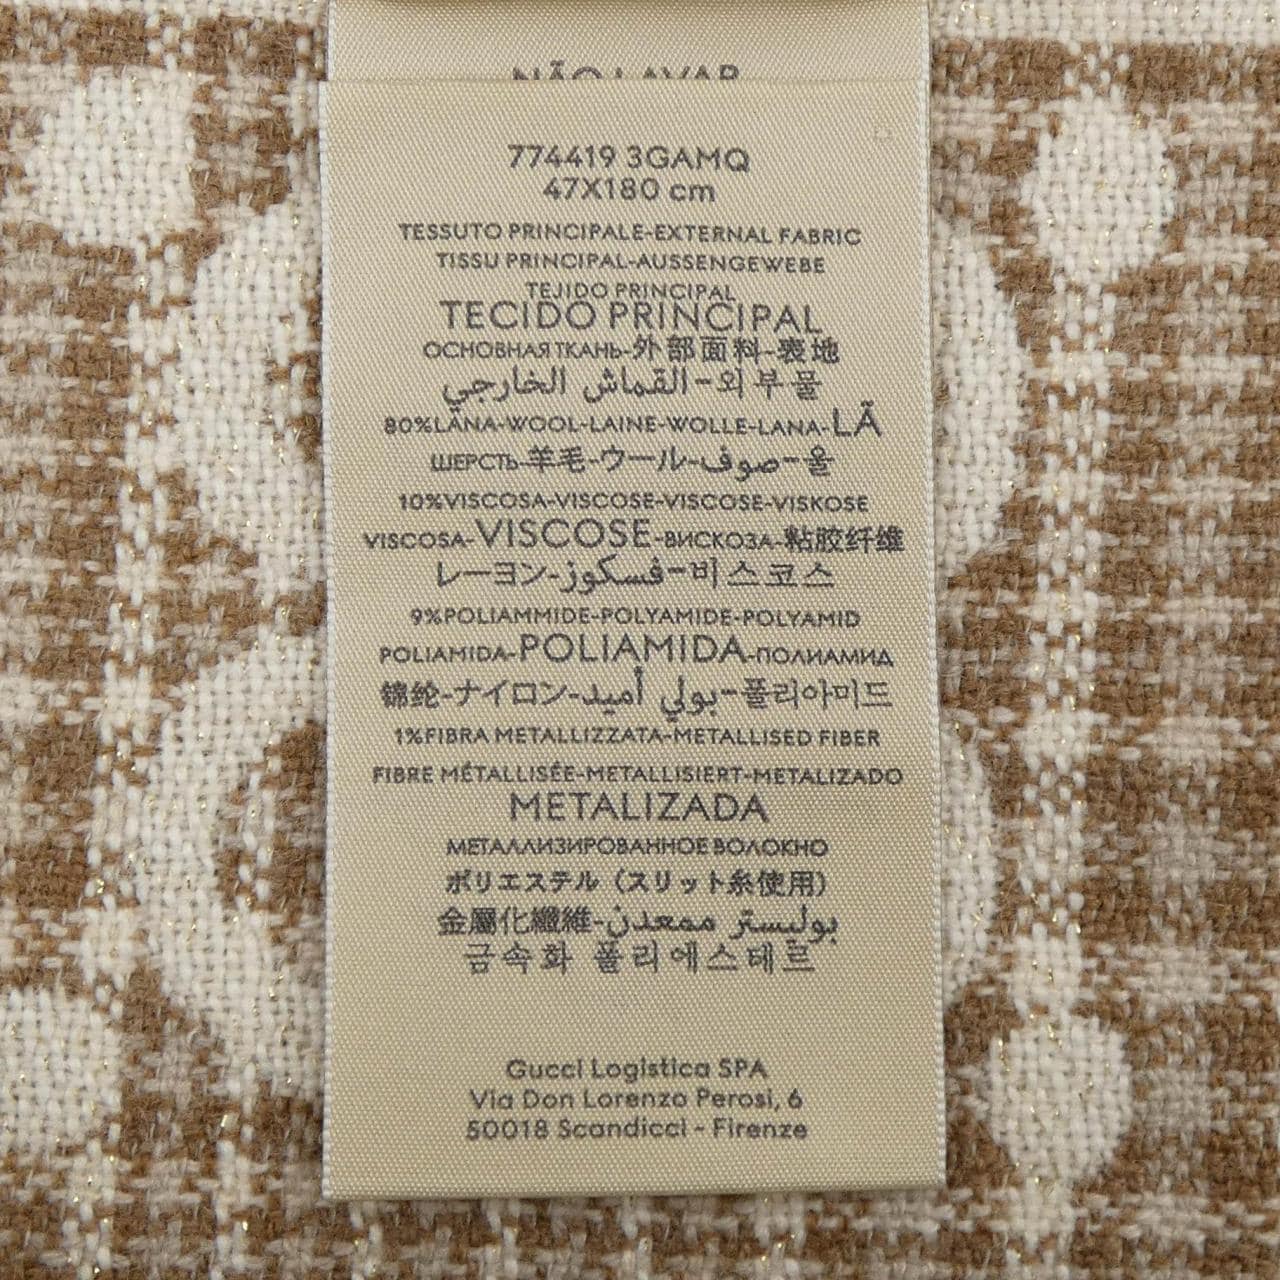 NÃO LAVAR
774419 3GAMQ
47X180 cm
TESSUTO PRINCIPALE-EXTERNAL FABRIC
TISSU PRINCIPAL-AUSSENGEWEBE
TEJIDO PRINCIPAL
TECIDO PRINCIPAL
ОСНОВНАЯ ТКАНЬ-外部面料-表地
القماش الخارجي-외부물
80%LANA-WOOL-LAINE-WOLLE-LANA-LÃ
ШЕРСТЬ-羊毛-ウール-صوف-울
10%VISCOSA-VISCOSE-VISCOSE-VISKOSE
VISCOSA-VISCOSE-ВИСКОЗА-粘胶纤维
レーヨン-فسكوز-비스코스
9%POLIAMMIDE-POLYAMIDE-POLYAMID
POLIAMIDA-POLIAMIDA-ПОЛИАМИД
锦纶-ナイロン-بولي أميد-폴리아미드
1%FIBRA METALLIZZATA-METALLISED FIBER
FIBRE MÉTALLISÉE-METALLISIERT-METALIZADO
METALIZADA
МЕТАЛЛИЗИРОВАННОЕ ВОЛОКНО
ポリエステル（スリット糸使用）
金屬化纖維-بوليستر ممعدن-
금속화 폴리에스테르
Gucci Logistica SPA
Via Don Lorenzo Perosi, 6
50018 Scandicci - Firenze